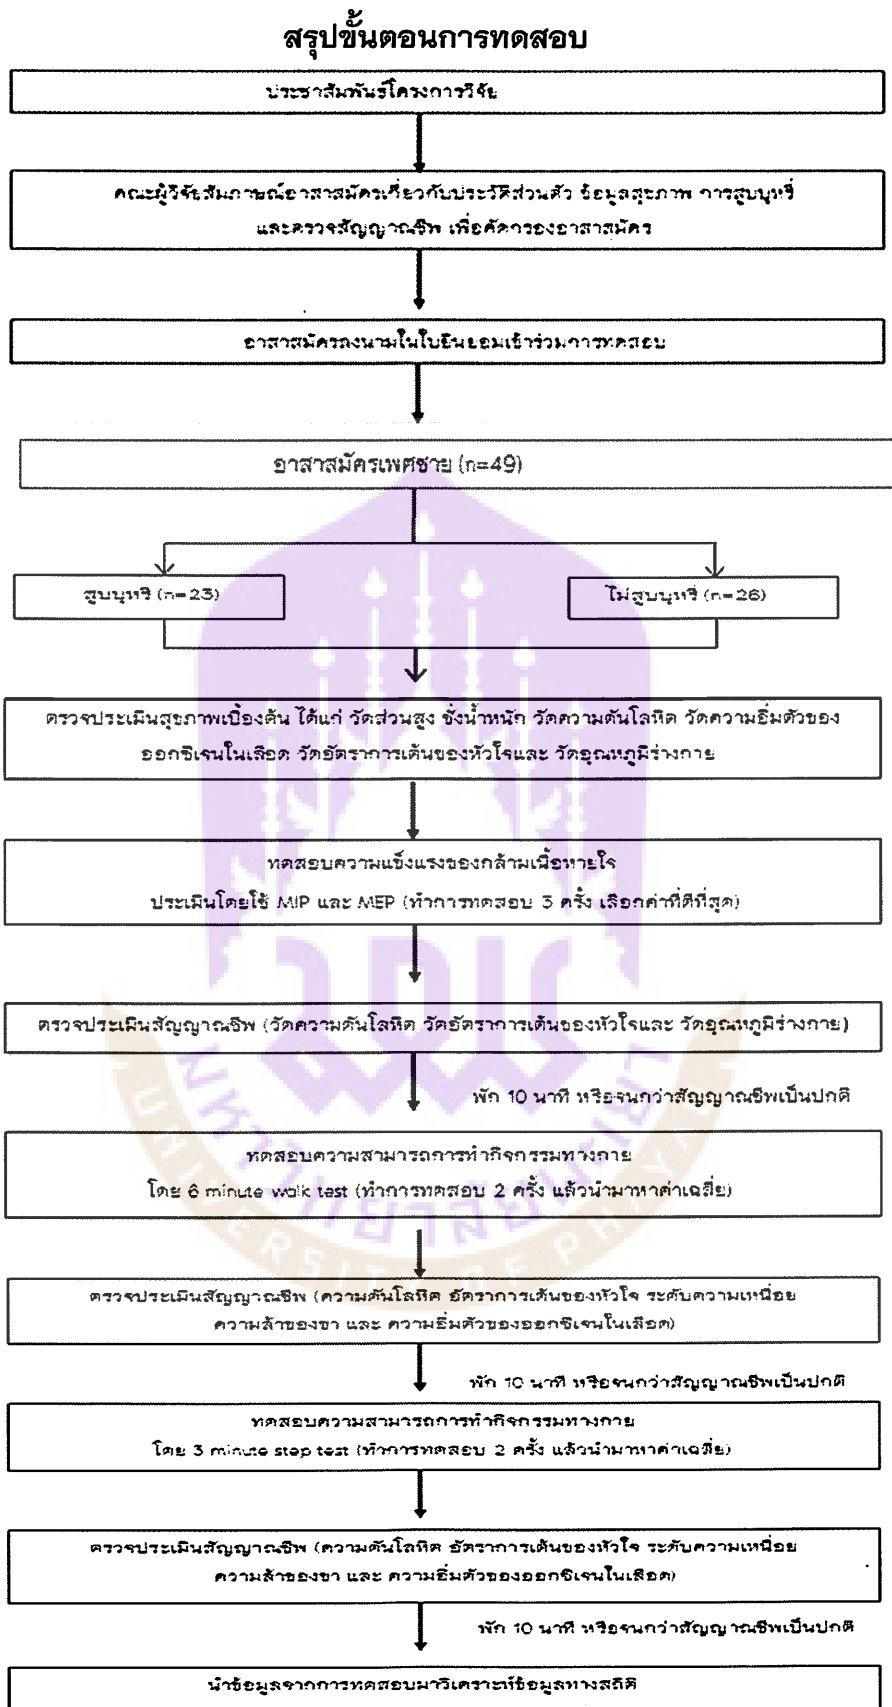 สรุปขั้นตอนการทดสอบ
ประชาสัมพันธ์โครงการวิจัย
คณะผู้วิจัยสัมภาษณ์อาสาสมัครเกี่ยวกับประวัติส่วนตัว ข้อมูลสุขภาพ การสูบบุหรี่
และตรวจสัญญาณชีพ เพื่อคัดกรองอาสาสมัคร
อาสาสมัครลงนามในใบยินยอมเข้าร่วมการทดสอบ
อาสาสมัครเพศชาย (n=49)
สูบบุหรี่ (n=23)
ไม่สูบบุหรี่ (n=26)
ตรวจประเมินสุขภาพเบื้องต้น ได้แก่ วัดส่วนสูง ชั่งน้ำหนัก วัดความดันโลหิต วัดความอิ่มตัวของ
ออกซิเจนในเลือด วัดอัตราการเต้นของหัวใจและ วัดอุณหภูมิร่างกาย
ทดสอบความแข็งแรงของกล้ามเนื้อหายใจ
ประเมินโดยใช้ MIP และ MEP (ทำการทดสอบ 3 ครั้ง เลือกค่าที่ดีที่สุด)
ตรวจประเมินสัญญาณชีพ (วัดความดันโลหิต วัดอัตราการเต้นของหัวใจและ วัดอุณหภูมิร่างกาย)
พัก 10 นาที หรือจนกว่าสัญญาณชีพเป็นปกติ
ทดสอบความสามารถการทำกิจกรรมทางกาย
โดย 6 minute walk test (ทำการทดสอบ 2 ครั้ง แล้วนำมาหาค่าเฉลี่ย)
มหาวิทยาลัยพะเยา
UNIVERSITY OF PHAYAO
ตรวจประเมินสัญญาณชีพ (ความดันโลหิต อัตราการเต้นของหัวใจ ระดับความเหนื่อย
ความล้าของขา และ ความอิ่มตัวของออกซิเจนในเลือด)
พัก 10 นาที หรือจนกว่าสัญญาณชีพเป็นปกติ
ทดสอบความสามารถการทำกิจกรรมทางกาย
โดย 3 minute step test (ทำการทดสอบ 2 ครั้ง แล้วนำมาหาค่าเฉลี่ย)
ตรวจประเมินสัญญาณชีพ (ความดันโลหิต อัตราการเต้นของหัวใจ ระดับความเหนื่อย
ความล้าของขา และ ความอิ่มตัวของออกซิเจนในเลือด)
พัก 10 นาที หรือจนกว่าสัญญาณชีพเป็นปกติ
นำข้อมูลจากการทดสอบมาวิเคราะห์ข้อมูลทางสถิติ